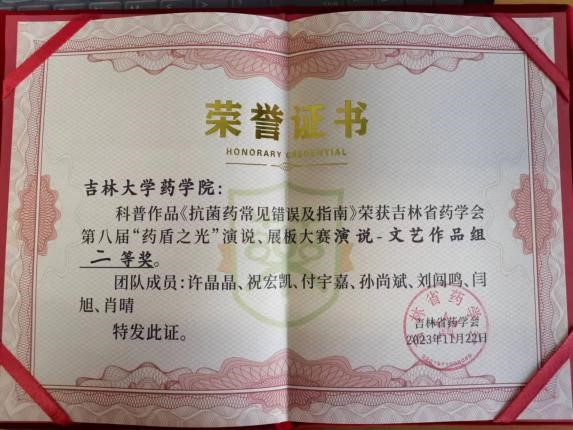 荣誉证书
HONORARY CREDENTIAL
吉林大学药学院：
科普作品《抗菌药常见错误及指南》荣获吉林省药学会
第八届“药盾之光”演说、展板大赛演说-文艺作品组
二等奖。
团队成员：许晶晶、祝宏凯、付宇嘉、孙尚斌、刘闯鸣、闫
旭、肖晴
特发此证。
吉林省药学会
吉林省药学会
2023年11月22日